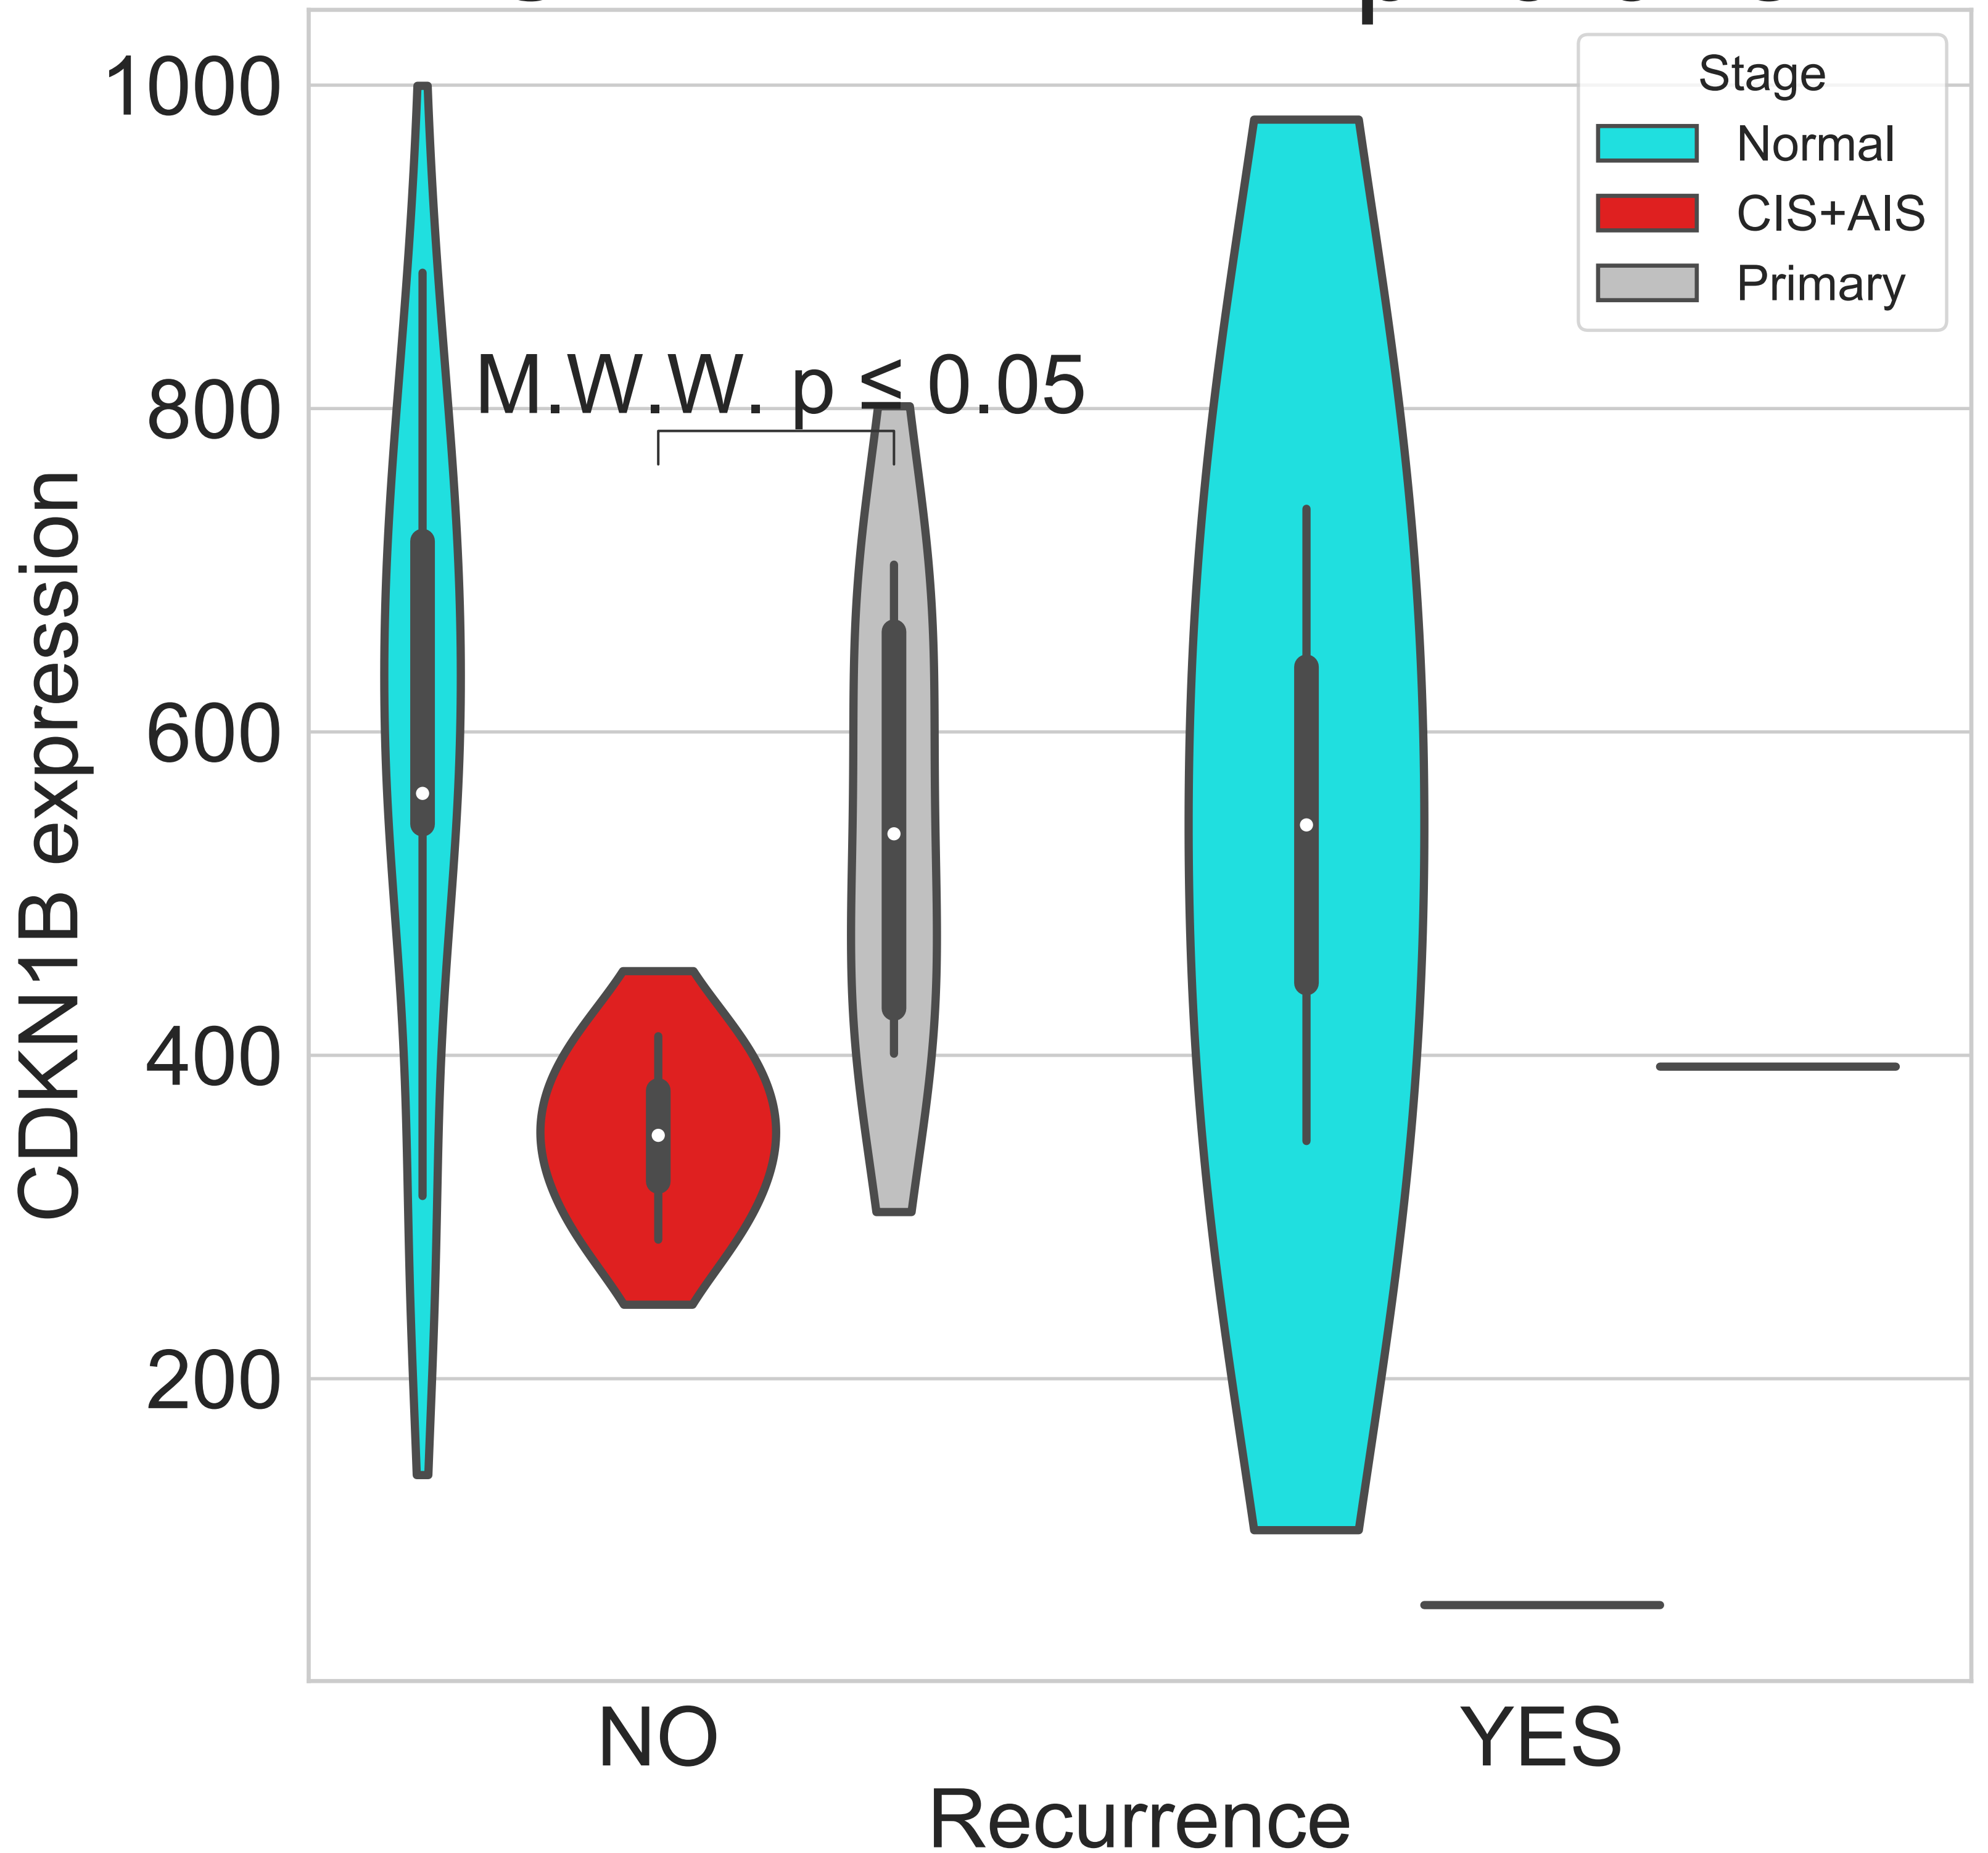 1000
800
600
400
200
CDKN1B expression
Stage
Normal
CIS+AIS
Primary
M.W.W. p ≤ 0.05
NO
YES
Recurrence